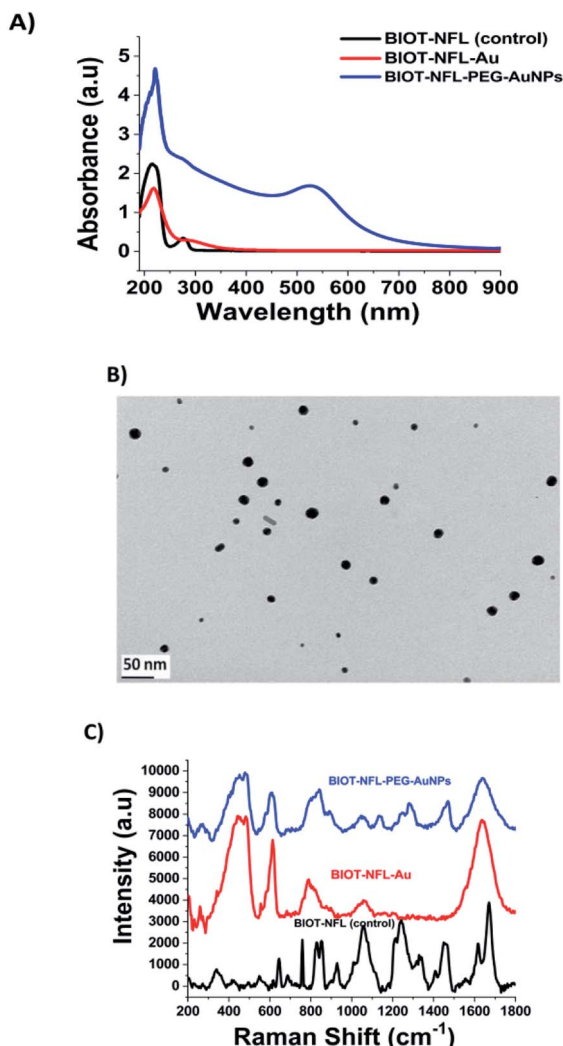 A)
BIOT-NFL (control)
BIOT-NFL-Au
BIOT-NFL-PEG-AuNPs
5
4
3
2
1
0
Absorbance (a.u)
200 300 400 500 600 700 800 900
Wavelength (nm)
B)
50 nm
C)
10000
9000
8000
7000
6000
5000
4000
3000
2000
1000
0
Intensity (a.u)
BIOT-NFL-PEG-AuNPs
BIOT-NFL-Au
BIOT-NFL (control)
200 400 600 800 1000 1200 1400 1600 1800
Raman Shift (cm⁻¹)